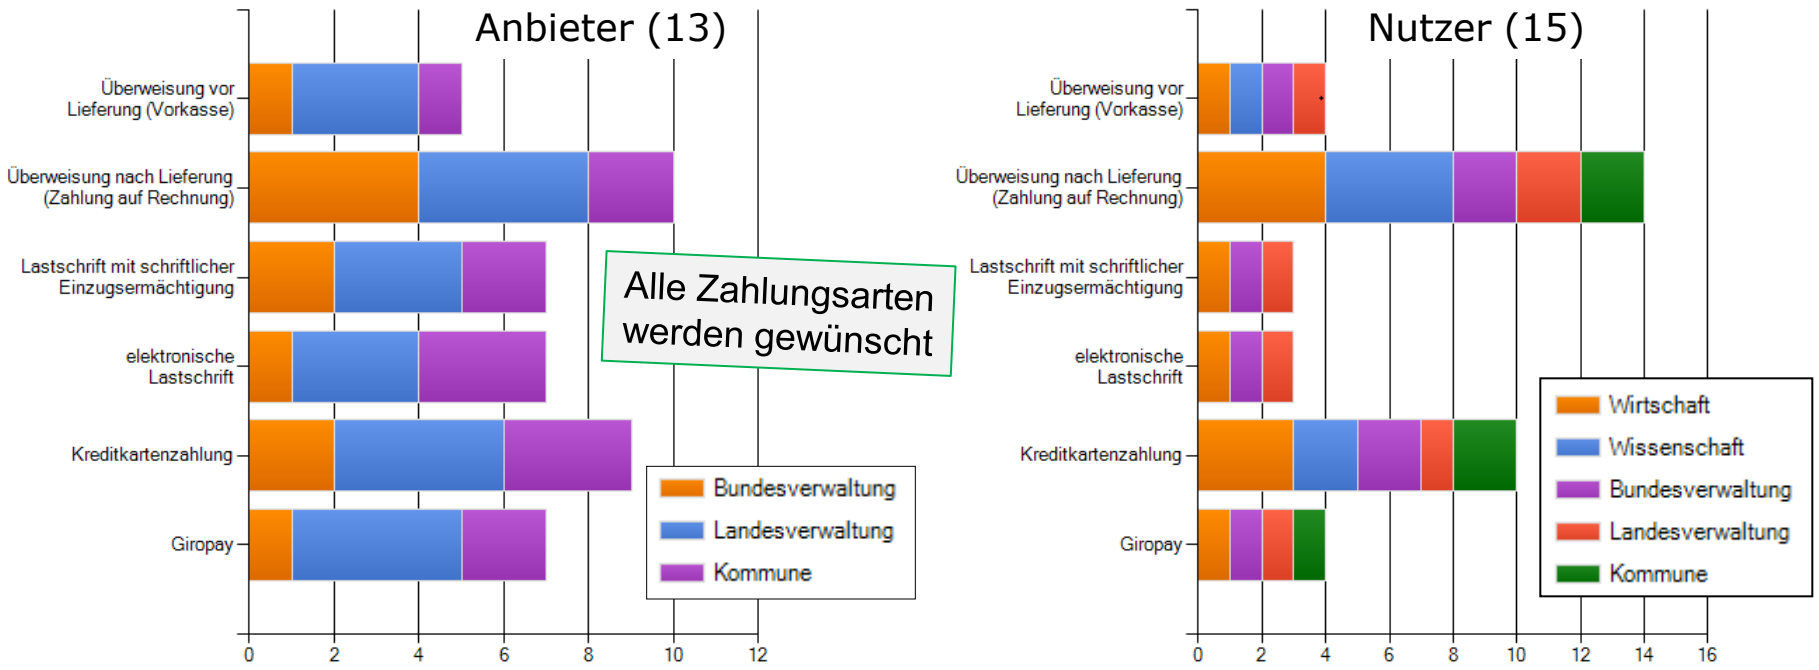 Anbieter (13)
Überweisung vor
Lieferung (Vorkasse)
Überweisung nach Lieferung
(Zahlung auf Rechnung)
Lastschrift mit schriftlicher
Einzugsermächtigung
elektronische
Lastschrift
Kreditkartenzahlung
Giropay
0 2 4 6 8 10 12
Bundesverwaltung
Landesverwaltung
Kommune
Alle Zahlungsarten
werden gewünscht
Nutzer (15)
Überweisung vor
Lieferung (Vorkasse)
Überweisung nach Lieferung
(Zahlung auf Rechnung)
Lastschrift mit schriftlicher
Einzugsermächtigung
elektronische
Lastschrift
Kreditkartenzahlung
Giropay
0 2 4 6 8 10 12 14 16
Wirtschaft
Wissenschaft
Bundesverwaltung
Landesverwaltung
Kommune